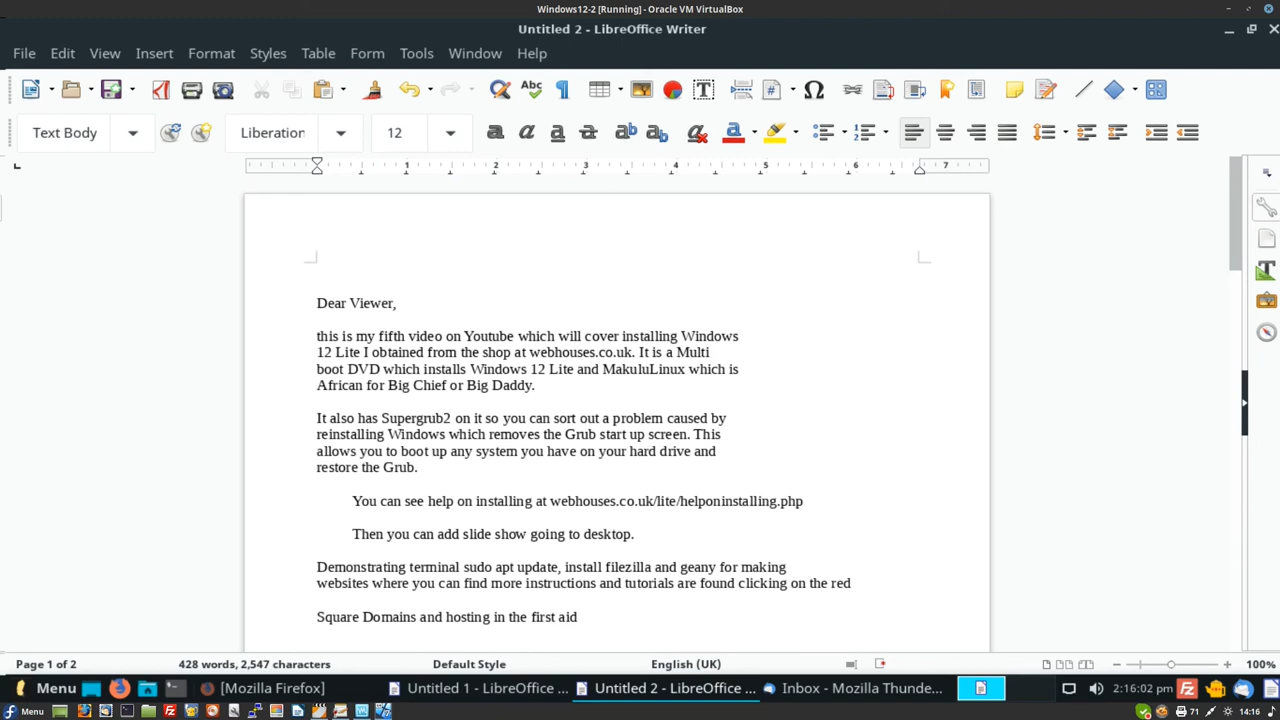 Windows12-2 [Running] - Oracle VM VirtualBox
Untitled 2 - LibreOffice Writer
File Edit View Insert Format Styles Table Form Tools Window Help
Text Body Liberation 12
1 2 3 4 5 6 7
Dear Viewer,
this is my fifth video on Youtube which will cover installing Windows
12 Lite I obtained from the shop at webhouses.co.uk. It is a Multi
boot DVD which installs Windows 12 Lite and MakuluLinux which is
African for Big Chief or Big Daddy.
It also has Supergrub2 on it so you can sort out a problem caused by
reinstalling Windows which removes the Grub start up screen. This
allows you to boot up any system you have on your hard drive and
restore the Grub.
You can see help on installing at webhouses.co.uk/lite/helponinstalling.php
Then you can add slide show going to desktop.
Demonstrating terminal sudo apt update, install filezilla and geany for making
websites where you can find more instructions and tutorials are found clicking on the red
Square Domains and hosting in the first aid
Page 1 of 2 428 words, 2,547 characters Default Style English (UK) 100%
Menu [Mozilla Firefox] Untitled 1 - LibreOffice ... Untitled 2 - LibreOffice ... Inbox - Mozilla Thunde... 2:16:02 pm
Menu 71 14:16